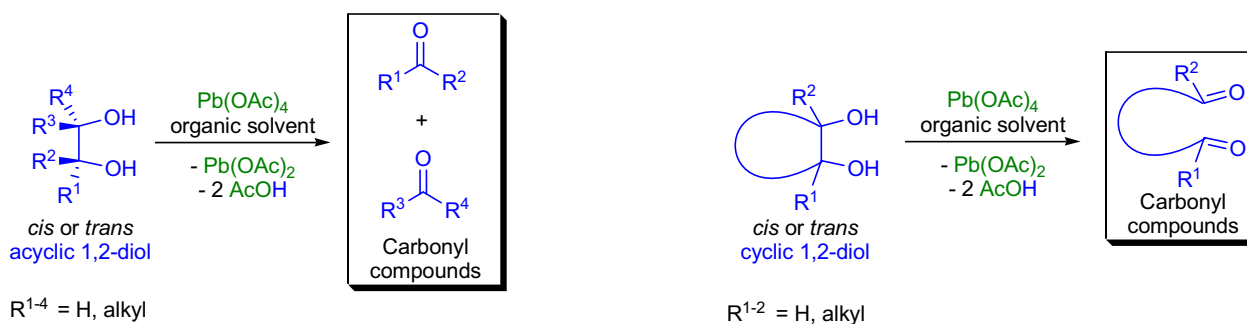 R⁴
R³
OH
R²
OH
R¹
cis or trans
acyclic 1,2-diol
R¹⁻⁴ = H, alkyl
Pb(OAc)₄
organic solvent
- Pb(OAc)₂
- 2 AcOH
O
R¹ R²
+
O
R³ R⁴
Carbonyl
compounds
R²
OH
OH
R¹
cis or trans
cyclic 1,2-diol
R¹⁻² = H, alkyl
Pb(OAc)₄
organic solvent
- Pb(OAc)₂
- 2 AcOH
R²
O
O
R¹
Carbonyl
compounds